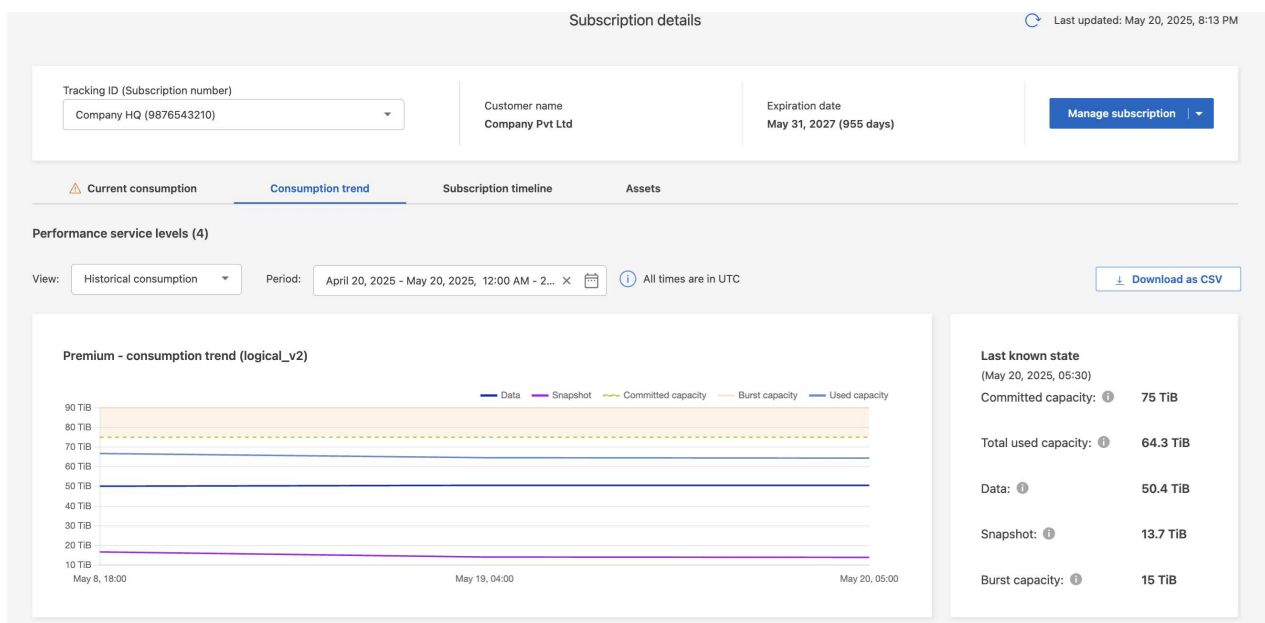 Subscription details
Last updated: May 20, 2025, 8:13 PM
Tracking ID (Subscription number)
Company HQ (9876543210)
Customer name
Company Pvt Ltd
Expiration date
May 31, 2027 (955 days)
Manage subscription
Current consumption
Consumption trend
Subscription timeline
Assets
Performance service levels (4)
View:
Historical consumption
Period:
April 20, 2025 - May 20, 2025, 12:00 AM - 2...
All times are in UTC
Download as CSV
Premium - consumption trend (logical_v2)
Data
Snapshot
Committed capacity
Burst capacity
Used capacity
90 TiB
80 TiB
70 TiB
60 TiB
50 TiB
40 TiB
30 TiB
20 TiB
10 TiB
May 8, 18:00
May 19, 04:00
May 20, 05:00
Last known state
(May 20, 2025, 05:30)
Committed capacity: 75 TiB
Total used capacity: 64.3 TiB
Data: 50.4 TiB
Snapshot: 13.7 TiB
Burst capacity: 15 TiB